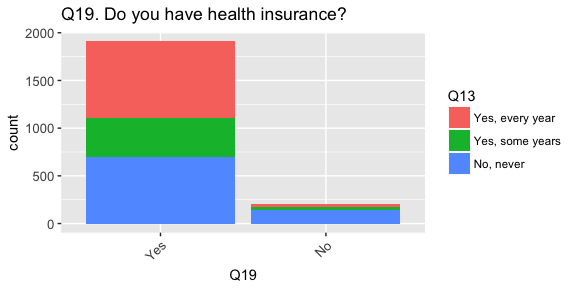 Q19. Do you have health insurance?
2000
1500
1000
500
0
count
Yes
No
Q19
Q13
Yes, every year
Yes, some years
No, never